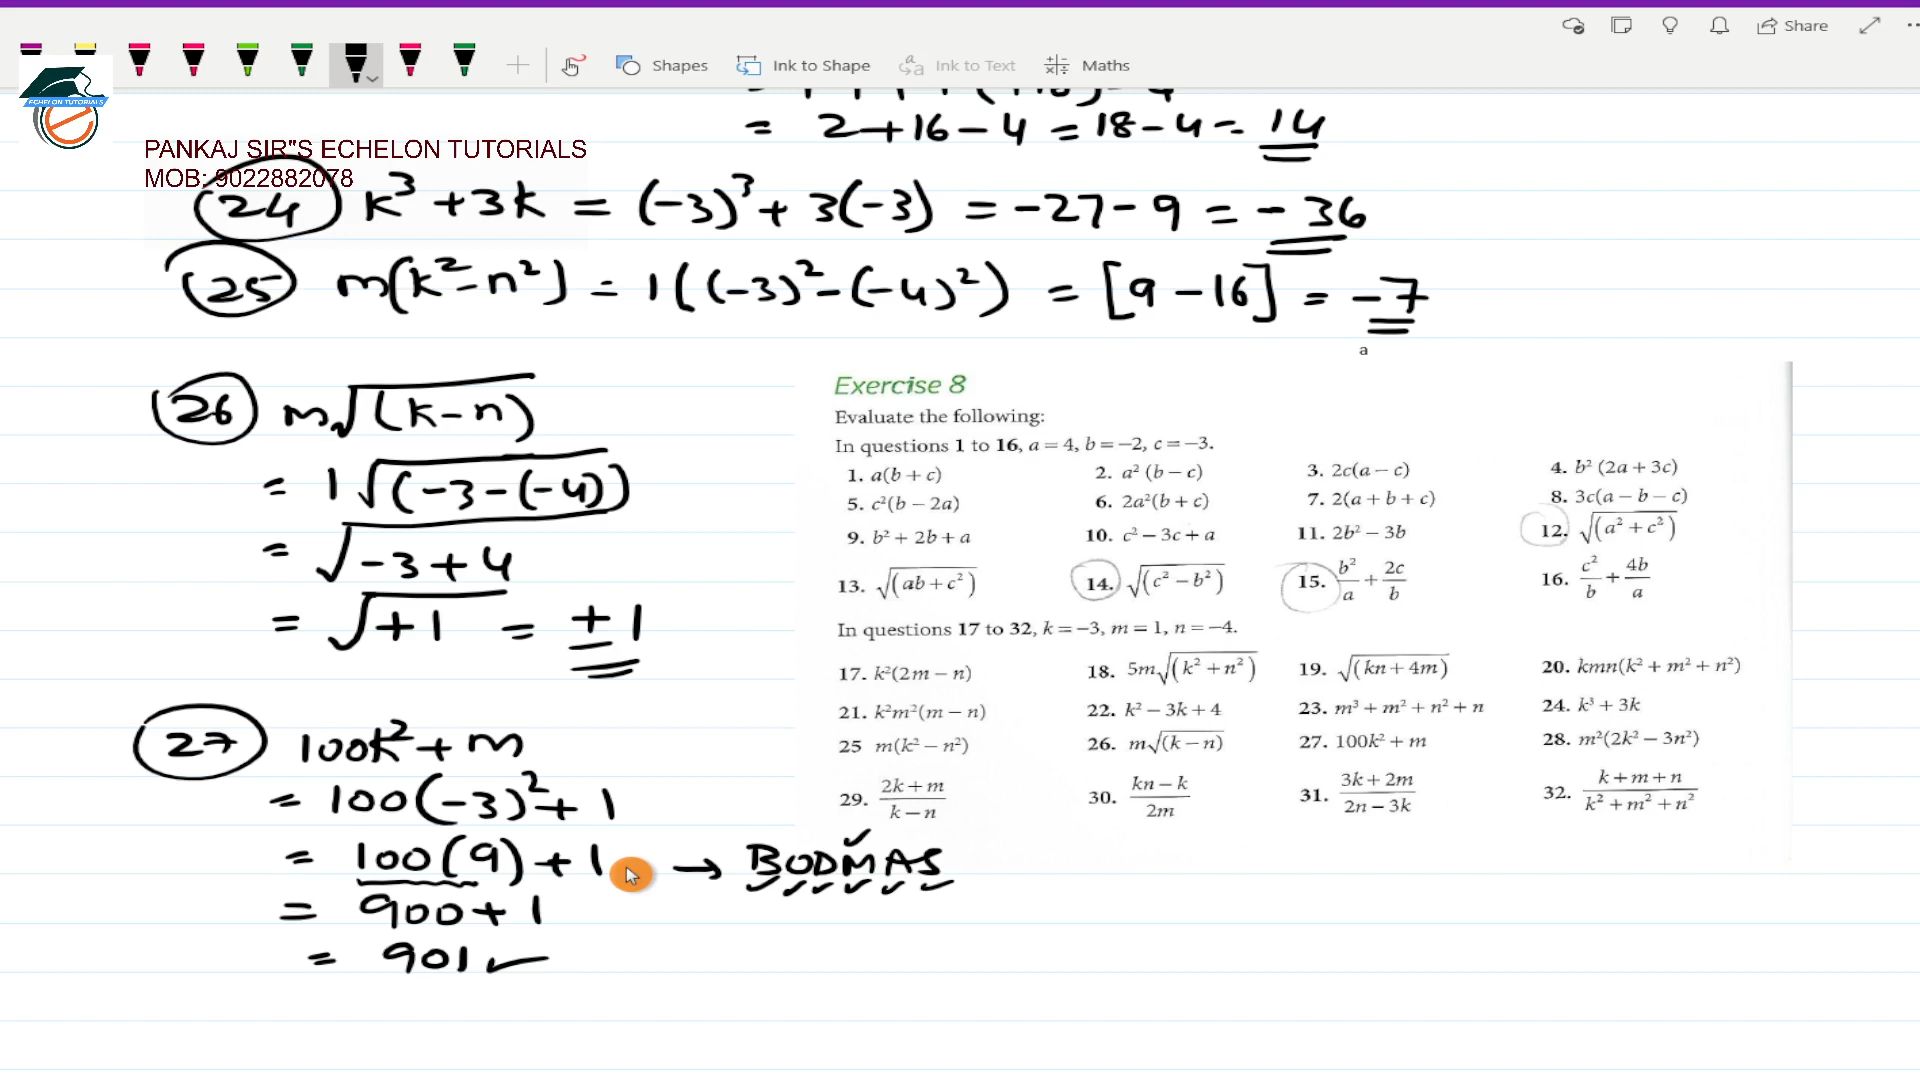 Share
Shapes
Ink to Shape
Ink to Text
Maths
ECHELON TUTORIALS
PANKAJ SIR"S ECHELON TUTORIALS
MOB: 9022882078
= 2+16-4 = 18-4 = 14
24 k³ + 3k = (-3)³ + 3(-3) = -27-9 = -36
25 m(k²-n²) = 1((-3)²-(-4)²) = [9-16] = -7
a
26 m√(k-n)
= 1√(-3-(-4))
= √-3+4
= √+1 = ±1
27 100k²+m
= 100(-3)²+1
= 100(9)+1 → BODMAS
= 900+1
= 901
Exercise 8
Evaluate the following:
In questions 1 to 16, a = 4, b = −2, c = −3.
1. a(b + c) 2. a² (b − c) 3. 2c(a − c) 4. b² (2a + 3c)
5. c²(b − 2a) 6. 2a²(b + c) 7. 2(a + b + c) 8. 3c(a − b − c)
9. b² + 2b + a 10. c² − 3c + a 11. 2b² − 3b 12. √(a² + c²)
13. √(ab + c²) 14. √(c² − b²) 15. b²/a + 2c/b 16. c²/b + 4b/a
In questions 17 to 32, k = −3, m = 1, n = −4.
17. k²(2m − n) 18. 5m√(k² + n²) 19. √(kn + 4m) 20. kmn(k² + m² + n²)
21. k²m²(m − n) 22. k² − 3k + 4 23. m³ + m² + n² + n 24. k³ + 3k
25 m(k² − n²) 26. m√(k − n) 27. 100k² + m 28. m²(2k² − 3n²)
29. 2k + m/k − n 30. kn − k/2m 31. 3k + 2m/2n − 3k 32. k + m + n/k² + m² + n²